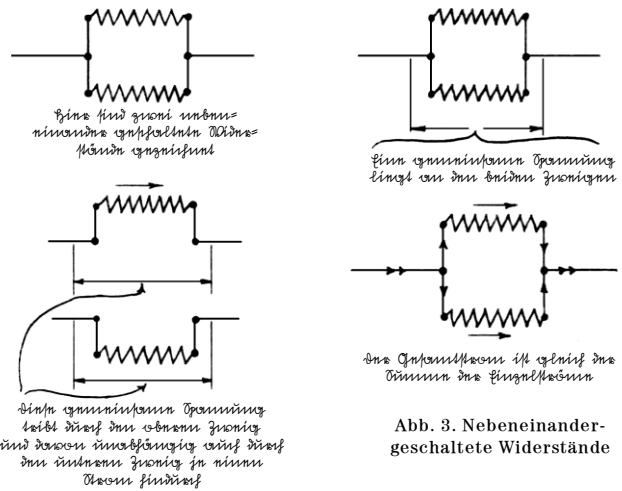 Hier sind zwei neben=
einander geschaltete Wider=
stände gezeichnet
Eine gemeinsame Spannung
liegt an den beiden Zweigen
Diese gemeinsame Spannung
tribt durch den oberen Zweig
und davon unabhängig auch durch
den unteren Zweig je einen
Strom hindurch
Der Gesamtstrom ist gleich der
Summe der Einzelströme
Abb. 3. Nebeneinander-
geschaltete Widerstände